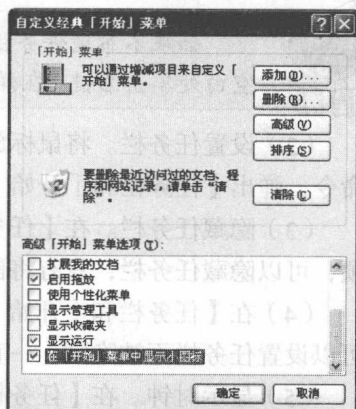 自定义经典「开始」菜单
「开始」菜单
可以通过增减项目来自定义「
开始」菜单。
添加(D)...
删除(R)...
高级(V)
排序(S)
要删除最近访问过的文档、程
序和网站记录，请单击“清
除”。
清除(C)
高级「开始」菜单选项(T):
扩展我的文档
启用拖放
使用个性化菜单
显示管理工具
显示收藏夹
显示运行
在「开始」菜单中显示小图标
确定
取消